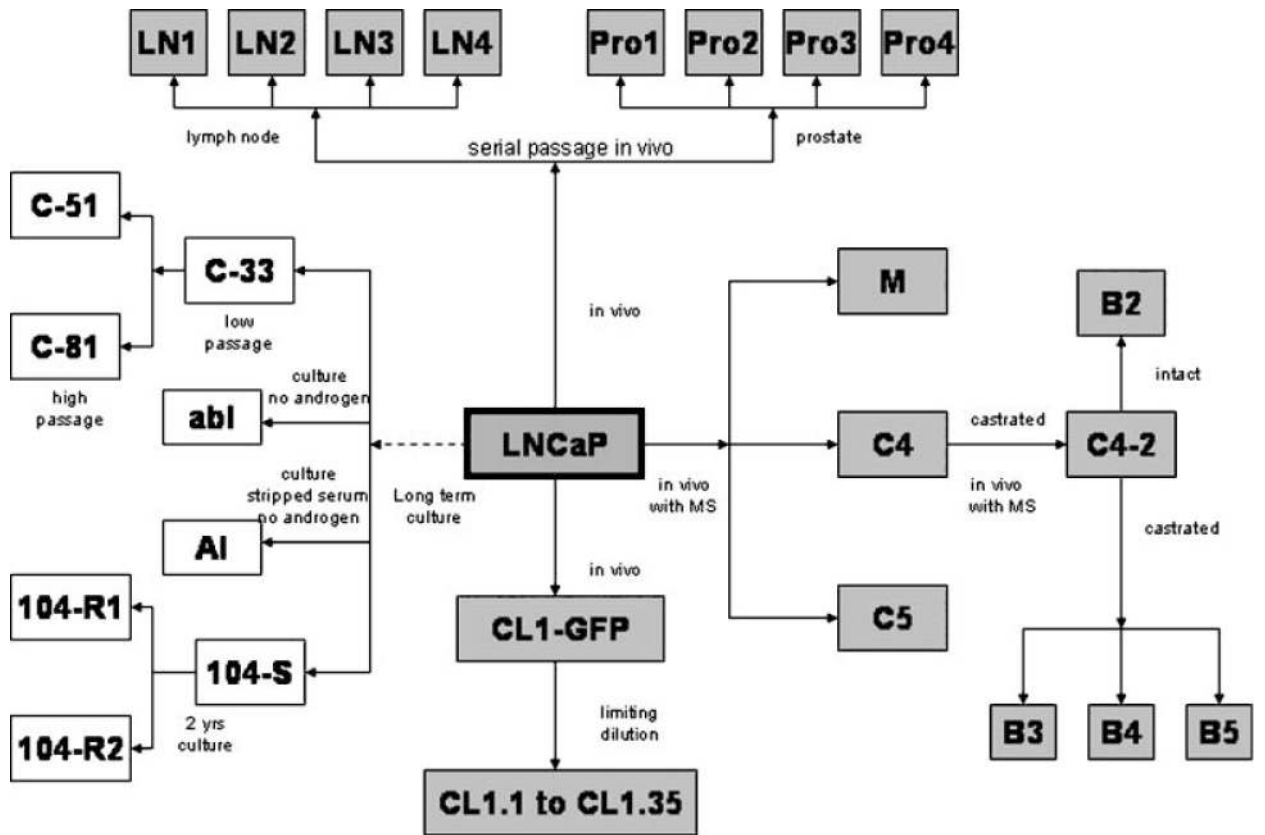 LN1 LN2 LN3 LN4 Pro1 Pro2 Pro3 Pro4
lymph node
prostate
serial passage in vivo
C-51
C-33
low
passage
C-81
high
passage
culture
no androgen
abl
culture
stripped serum
no androgen
AI
Long term
culture
104-R1
104-S
2 yrs
culture
104-R2
in vivo
LNCaP
in vivo
CL1-GFP
limiting
dilution
CL1.1 to CL1.35
in vivo
with MS
M
C4
C5
castrated
in vivo
with MS
C4-2
intact
B2
castrated
B3 B4 B5